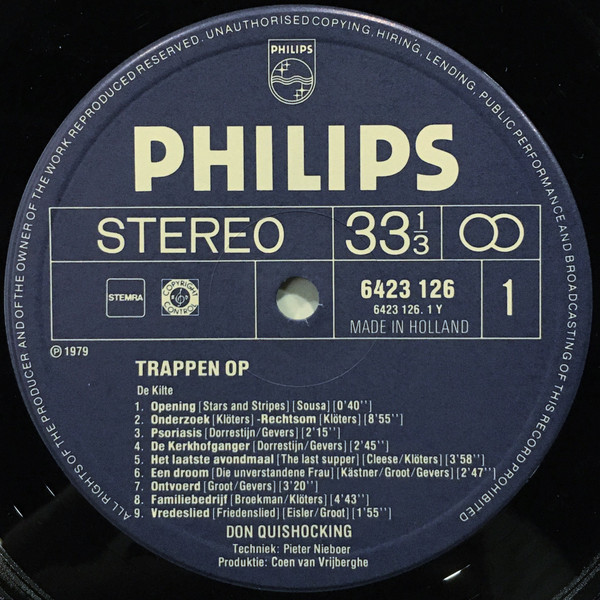 ALL RIGHTS OF THE PRODUCER AND OF THE OWNER OF THE WORK REPRODUCED RESERVED. UNAUTHORISED COPYING, HIRING, LENDING, PUBLIC PERFORMANCE AND BROADCASTING OF THIS RECORD PROHIBITED
PHILIPS
PHILIPS
STEREO
33 1/3
STEMRA
COPYRIGHT CONTROL
6423 126
6423 126. 1 Y
MADE IN HOLLAND
1
Ⓟ 1979
TRAPPEN OP
De Kilte
1. Opening [Stars and Stripes] [Sousa] [0'40'']
2. Onderzoek [Klöters] -Rechtsom [Klöters] [8'55'']
3. Psoriasis [Dorrestijn/Gevers] [2'15'']
4. De Kerkhofganger [Dorrestijn/Gevers] [2'45'']
5. Het laatste avondmaal [The last supper] [Cleese/Klöters] [3'58'']
6. Een droom [Die unverstandene Frau] [Kästner/Groot/Gevers] [2'47'']
7. Ontvoerd [Groot/Gevers] [3'20'']
8. Familiebedrijf [Broekman/Klöters] [4'43'']
9. Vredeslied [Friedenslied] [Eisler/Groot] [1'55'']
DON QUISHOCKING
Techniek: Pieter Nieboer
Produktie: Coen van Vrijberghe